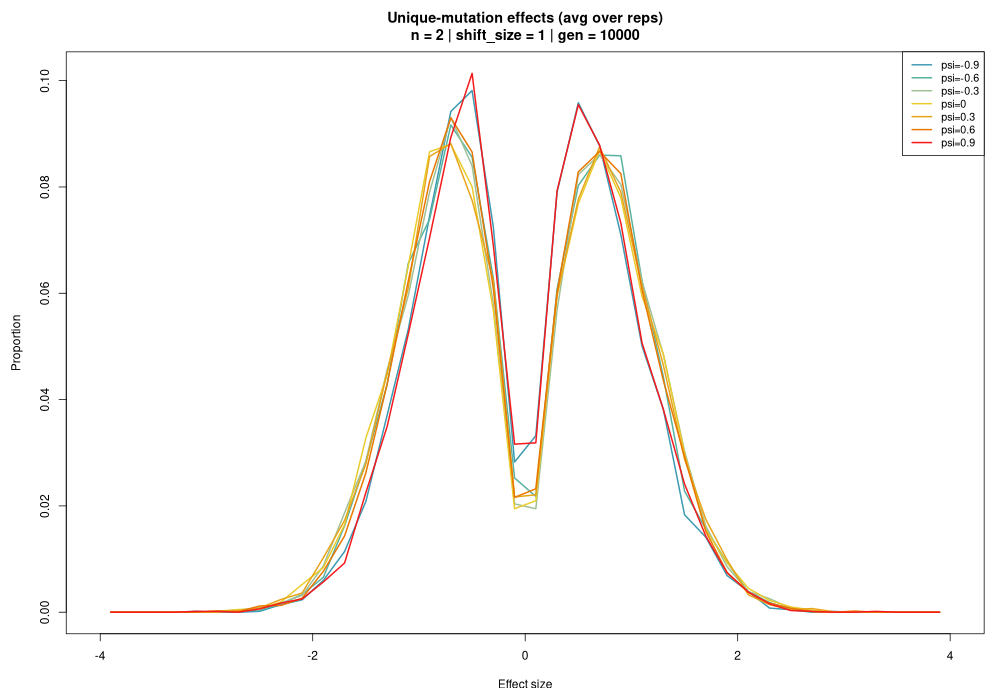 Unique-mutation effects (avg over reps)
n = 2 | shift_size = 1 | gen = 10000
psi=-0.9
psi=-0.6
psi=-0.3
psi=0
psi=0.3
psi=0.6
psi=0.9
Proportion
0.10
0.08
0.06
0.04
0.02
0.00
-4
-2
0
2
4
Effect size